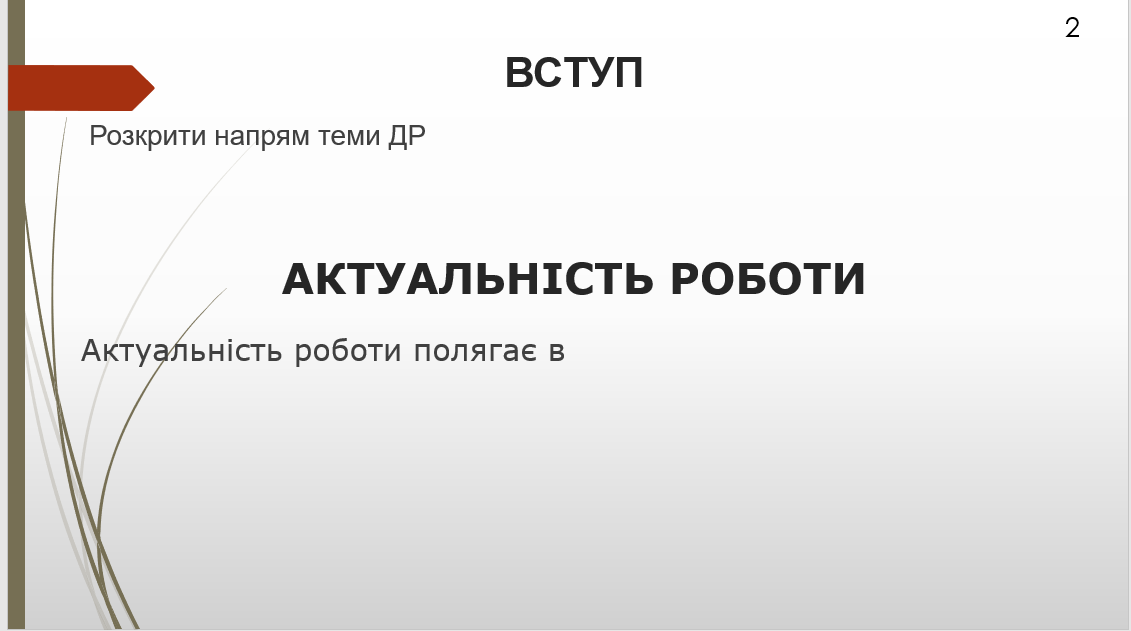 2
ВСТУП
Розкрити напрям теми ДР
АКТУАЛЬНІСТЬ РОБОТИ
Актуальність роботи полягає в